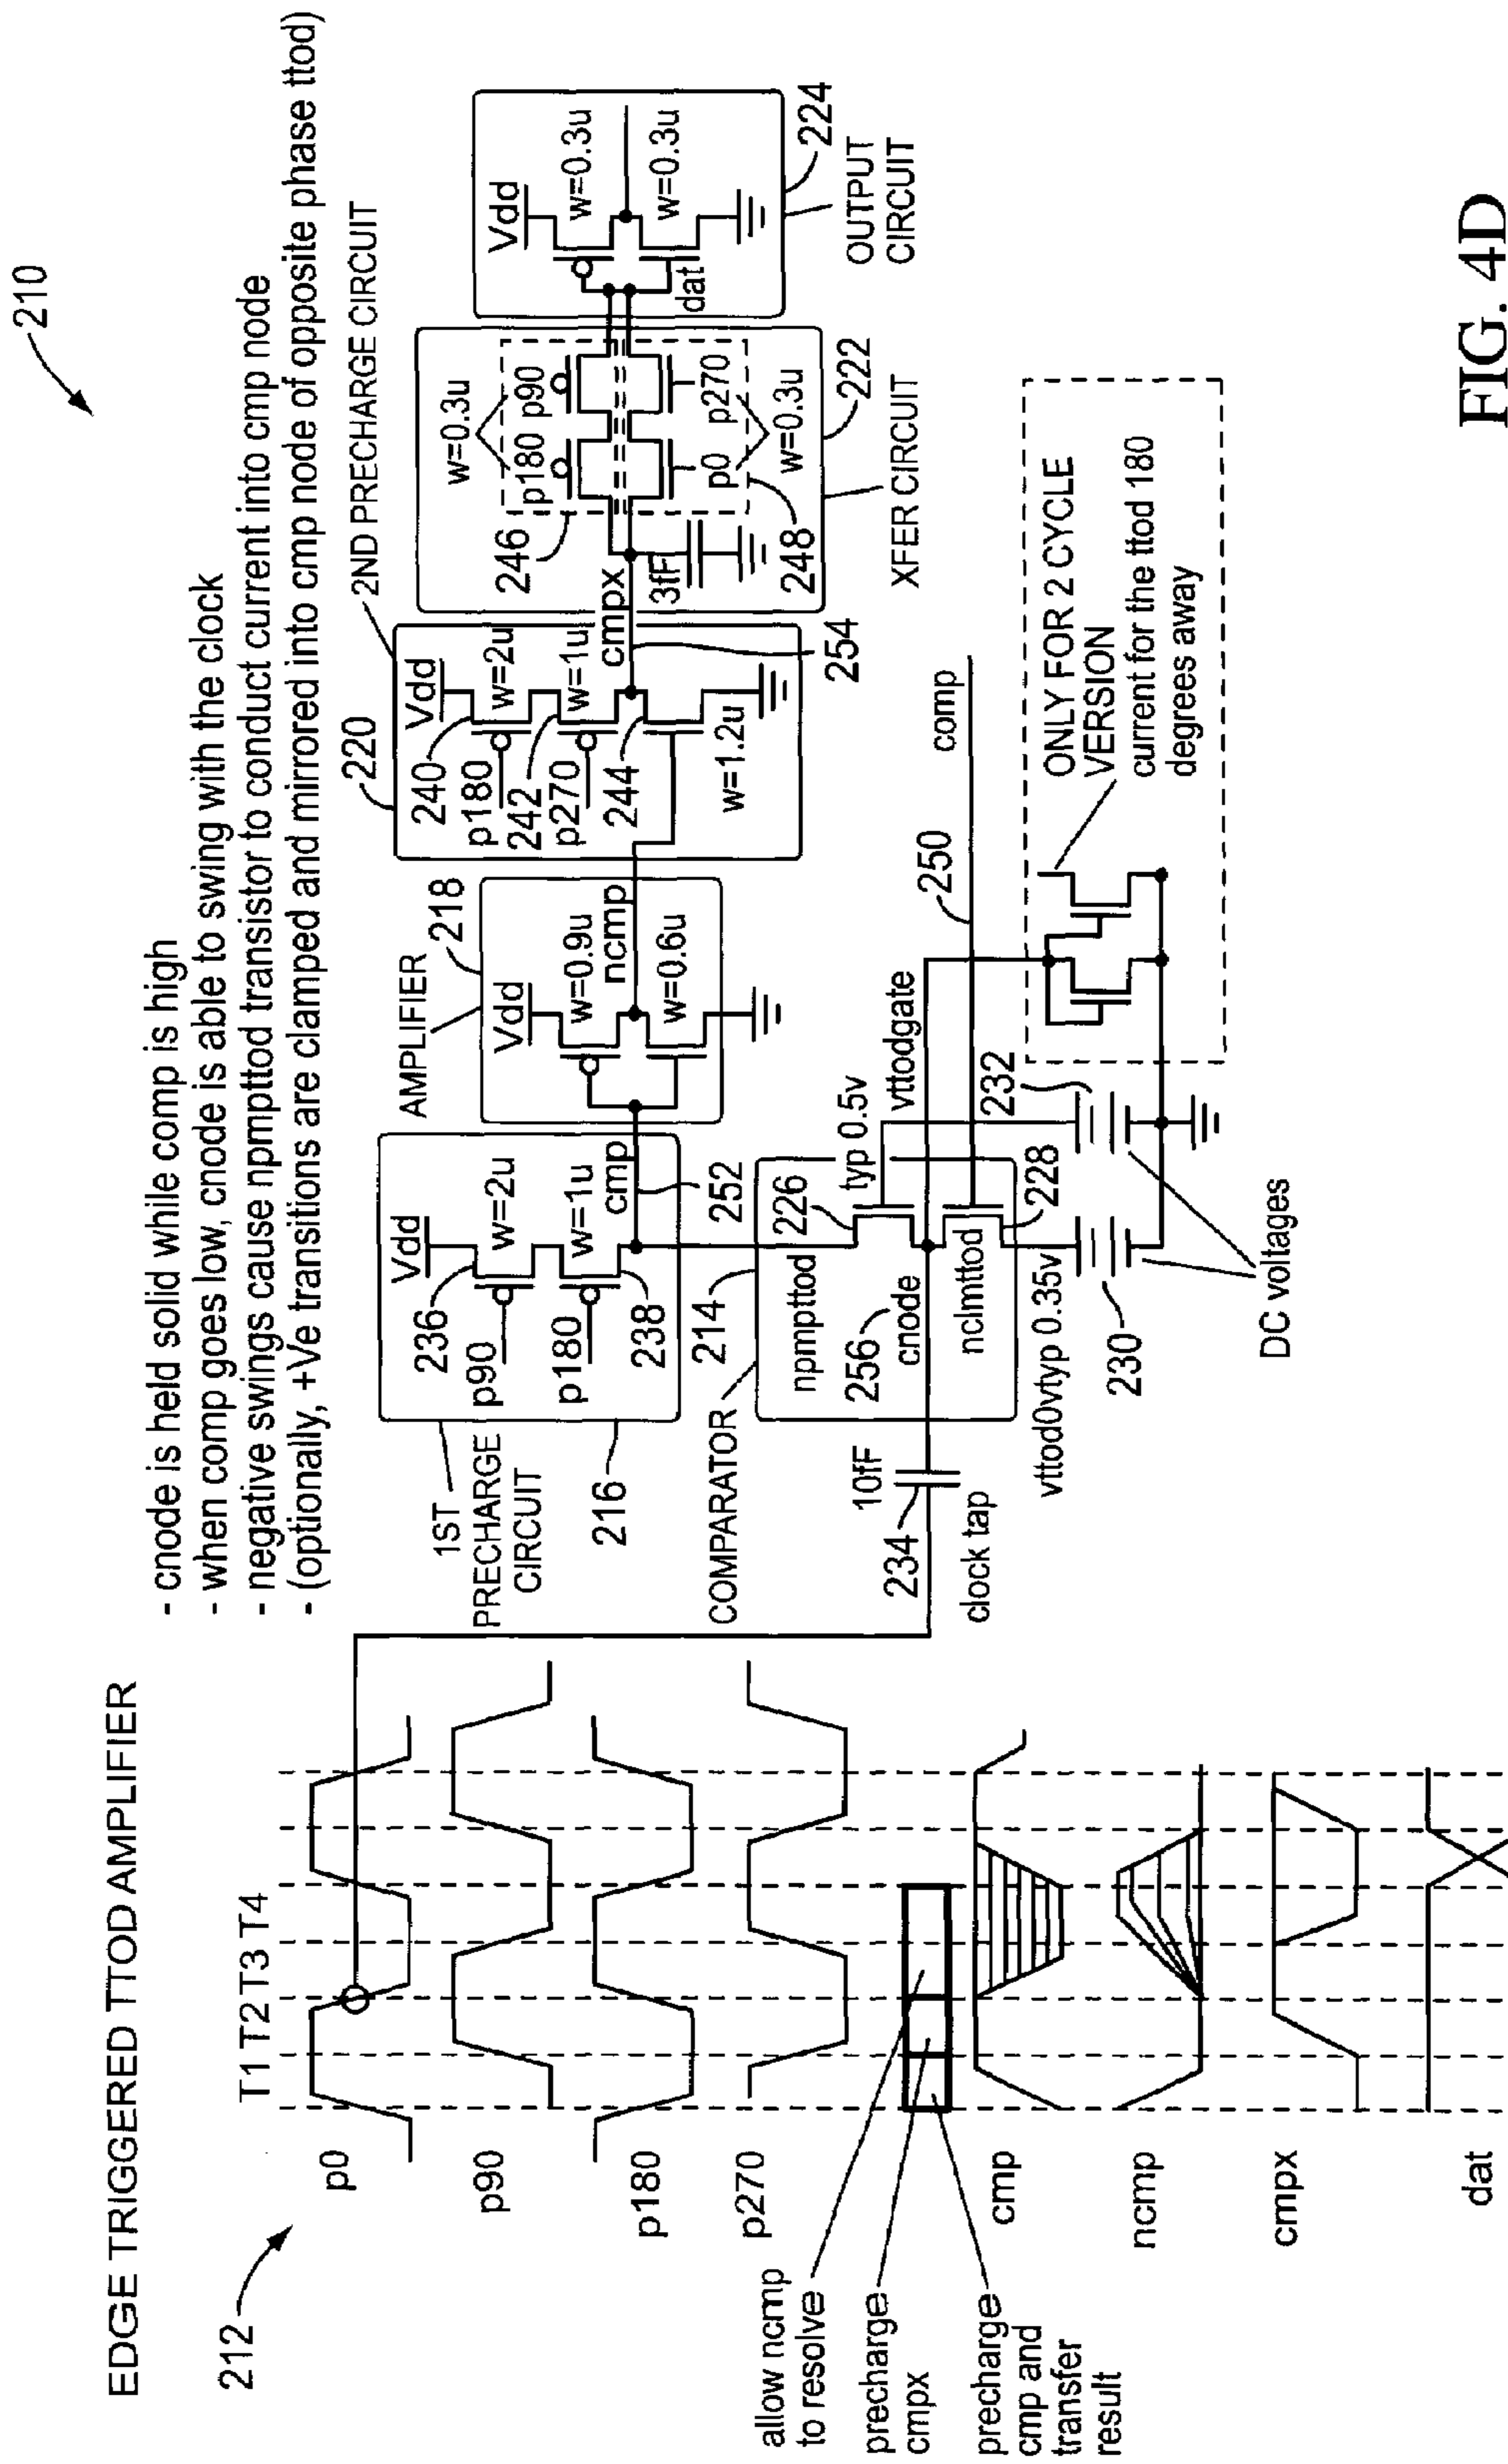 210
EDGE TRIGGERED TTOD AMPLIFIER
- cnode is held solid while comp is high
- when comp goes low, cnode is able to swing with the clock
- negative swings cause npmpttod transistor to conduct current into cmp node
- (optionally, +Ve transitions are clamped and mirrored into cmp node of opposite phase ttod)
212
T1 T2 T3 T4
p0
p90
p180
p270
allow ncmp
to resolve
precharge
cmpx
precharge
cmp and
transfer
result
cmp
ncmp
cmpx
dat
1ST
PRECHARGE
CIRCUIT
216
Vdd
236
w=2u
p90
w=1u
p180
238
cmp
252
AMPLIFIER
218
Vdd
w=0.9u
ncmp
w=0.6u
2ND PRECHARGE CIRCUIT
220
Vdd
240
w=2u
p180
242
w=1u
p270
244
w=1.2u
cmpx
254
w=0.3u
p180
p90
246
3fF
p0
p270
w=0.3u
248
222
XFER CIRCUIT
Vdd
w=0.3u
w=0.3u
dat
224
OUTPUT
CIRCUIT
COMPARATOR
214
npmpttod
226
typ 0.5v
256
cnode
vttodgate
nclmttod
228
10fF
234
clock tap
vttod0vtyp 0.35v
230
232
DC voltages
250
comp
ONLY FOR 2 CYCLE
VERSION
current for the ttod 180
degrees away
FIG. 4D